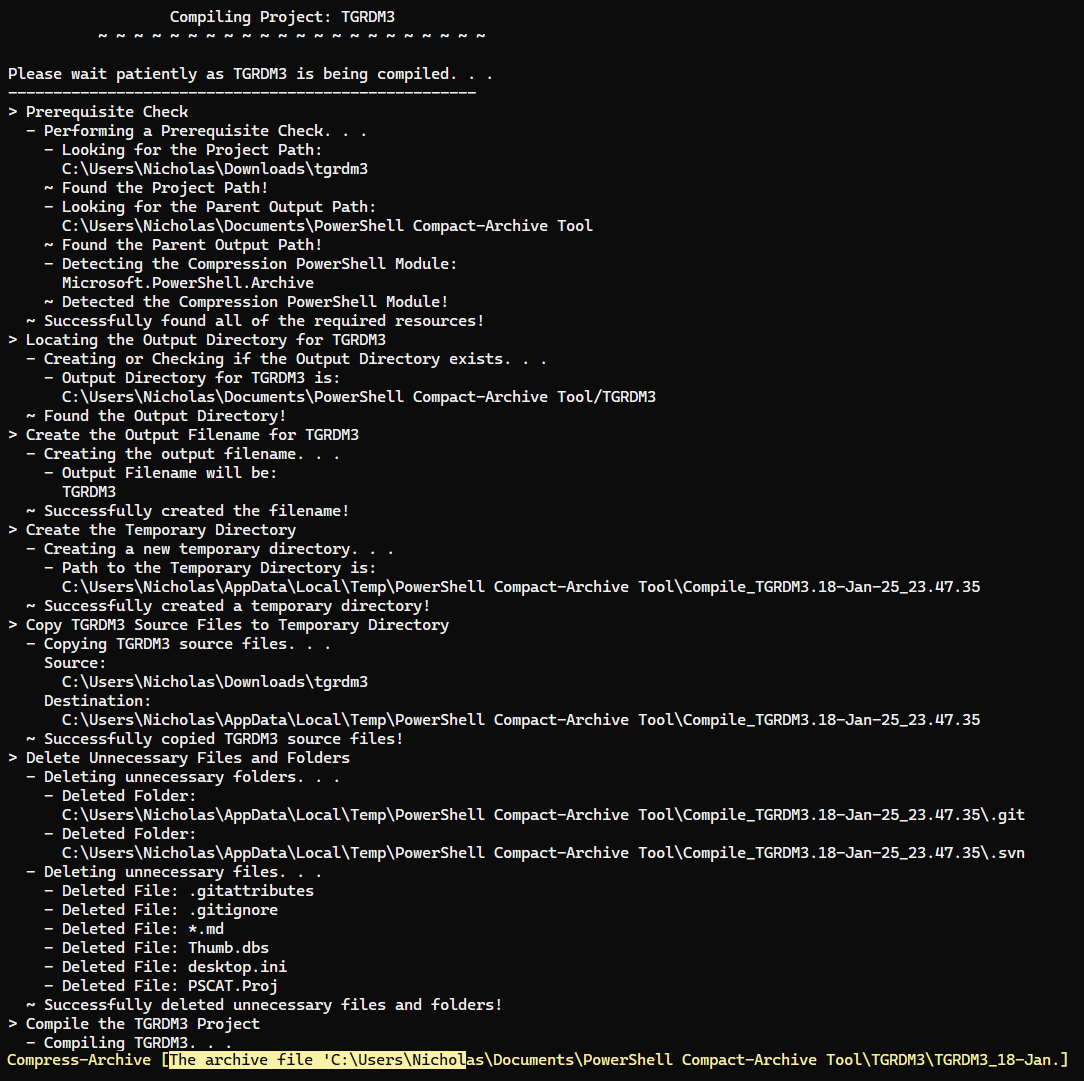 Compiling Project: TGRDM3
~ ~ ~ ~ ~ ~ ~ ~ ~ ~ ~ ~ ~ ~ ~ ~ ~ ~ ~ ~ ~ ~
Please wait patiently as TGRDM3 is being compiled. . .
----------------------------------------------------
> Prerequisite Check
- Performing a Prerequisite Check. . .
- Looking for the Project Path:
C:\Users\Nicholas\Downloads\tgrdm3
~ Found the Project Path!
- Looking for the Parent Output Path:
C:\Users\Nicholas\Documents\PowerShell Compact-Archive Tool
~ Found the Parent Output Path!
- Detecting the Compression PowerShell Module:
Microsoft.PowerShell.Archive
~ Detected the Compression PowerShell Module!
~ Successfully found all of the required resources!
> Locating the Output Directory for TGRDM3
- Creating or Checking if the Output Directory exists. . .
- Output Directory for TGRDM3 is:
C:\Users\Nicholas\Documents\PowerShell Compact-Archive Tool/TGRDM3
~ Found the Output Directory!
> Create the Output Filename for TGRDM3
- Creating the output filename. . .
- Output Filename will be:
TGRDM3
~ Successfully created the filename!
> Create the Temporary Directory
- Creating a new temporary directory. . .
- Path to the Temporary Directory is:
C:\Users\Nicholas\AppData\Local\Temp\PowerShell Compact-Archive Tool\Compile_TGRDM3.18-Jan-25_23.47.35
~ Successfully created a temporary directory!
> Copy TGRDM3 Source Files to Temporary Directory
- Copying TGRDM3 source files. . .
Source:
C:\Users\Nicholas\Downloads\tgrdm3
Destination:
C:\Users\Nicholas\AppData\Local\Temp\PowerShell Compact-Archive Tool\Compile_TGRDM3.18-Jan-25_23.47.35
~ Successfully copied TGRDM3 source files!
> Delete Unnecessary Files and Folders
- Deleting unnecessary folders. . .
- Deleted Folder:
C:\Users\Nicholas\AppData\Local\Temp\PowerShell Compact-Archive Tool\Compile_TGRDM3.18-Jan-25_23.47.35\.git
- Deleted Folder:
C:\Users\Nicholas\AppData\Local\Temp\PowerShell Compact-Archive Tool\Compile_TGRDM3.18-Jan-25_23.47.35\.svn
- Deleting unnecessary files. . .
- Deleted File: .gitattributes
- Deleted File: .gitignore
- Deleted File: *.md
- Deleted File: Thumb.dbs
- Deleted File: desktop.ini
- Deleted File: PSCAT.Proj
~ Successfully deleted unnecessary files and folders!
> Compile the TGRDM3 Project
- Compiling TGRDM3. . .
Compress-Archive [The archive file 'C:\Users\Nicholas\Documents\PowerShell Compact-Archive Tool\TGRDM3\TGRDM3_18-Jan.]